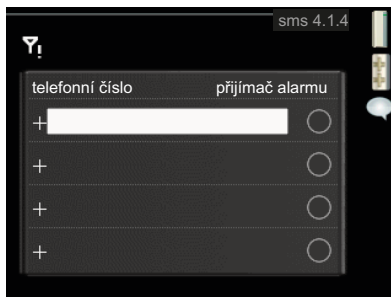 sms 4.1.4
telefonní číslo přijímač alarmu
+
+
+
+